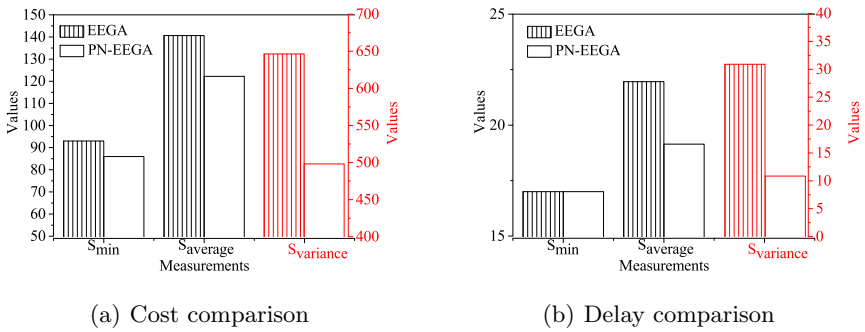 150
140
130
120
110
100
90
80
70
60
50
Values
EEGA
PN-EEGA
700
650
600
550
500
450
400
Values
Smin
Saverage
Svariance
Measurements
(a) Cost comparison
25
20
15
Values
EEGA
PN-EEGA
40
35
30
25
20
15
10
5
0
Values
Smin
Saverage
Svariance
Measurements
(b) Delay comparison